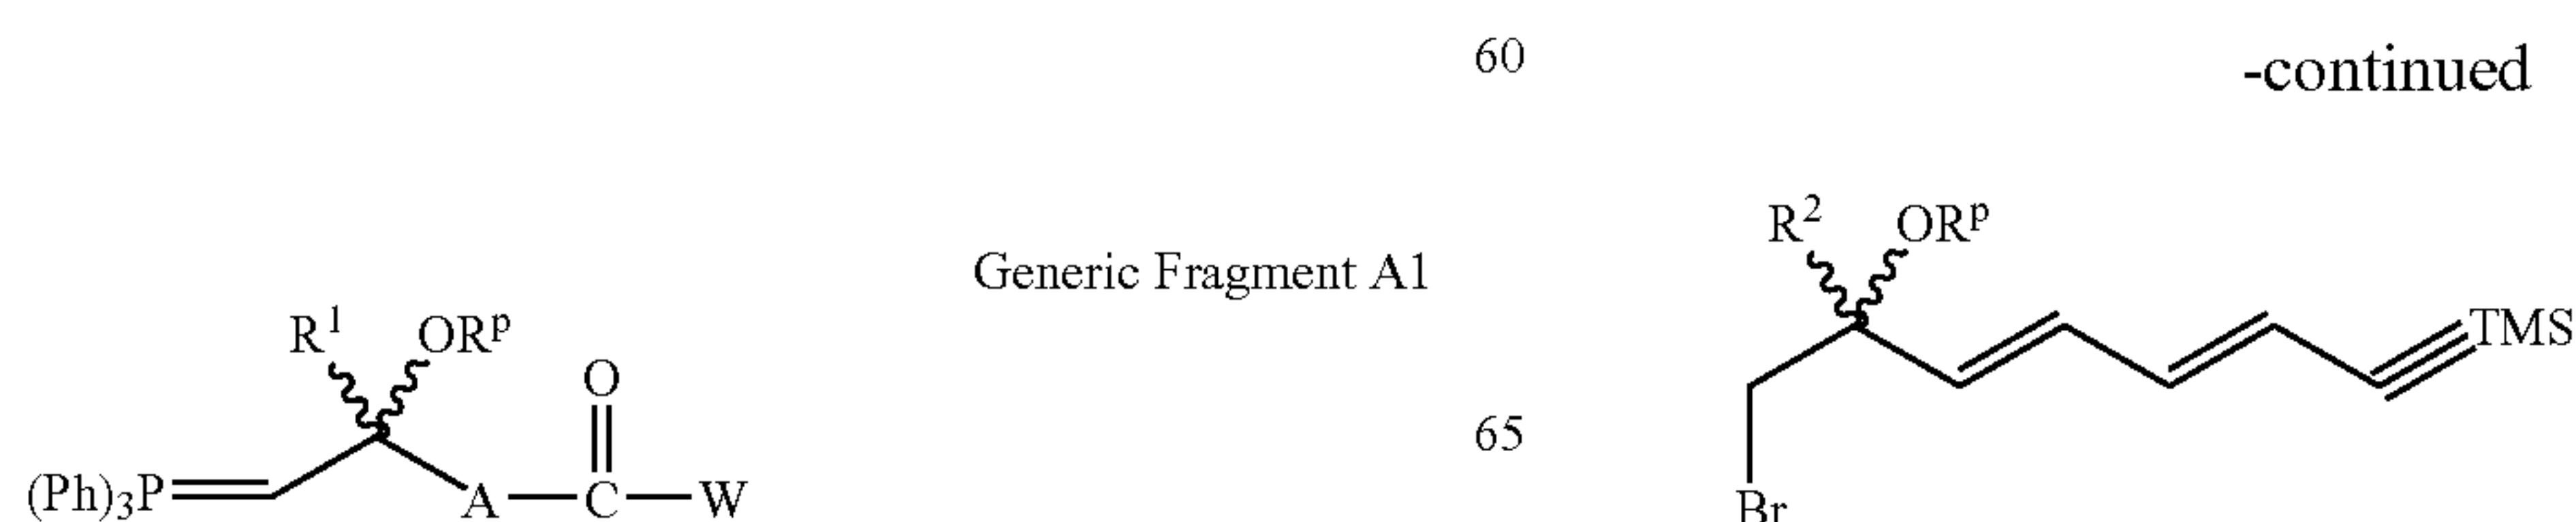 60
-continued
R² ORᵖ
Generic Fragment A1
TMS
R¹ ORᵖ
O
65
(Ph)₃P A C W
Br